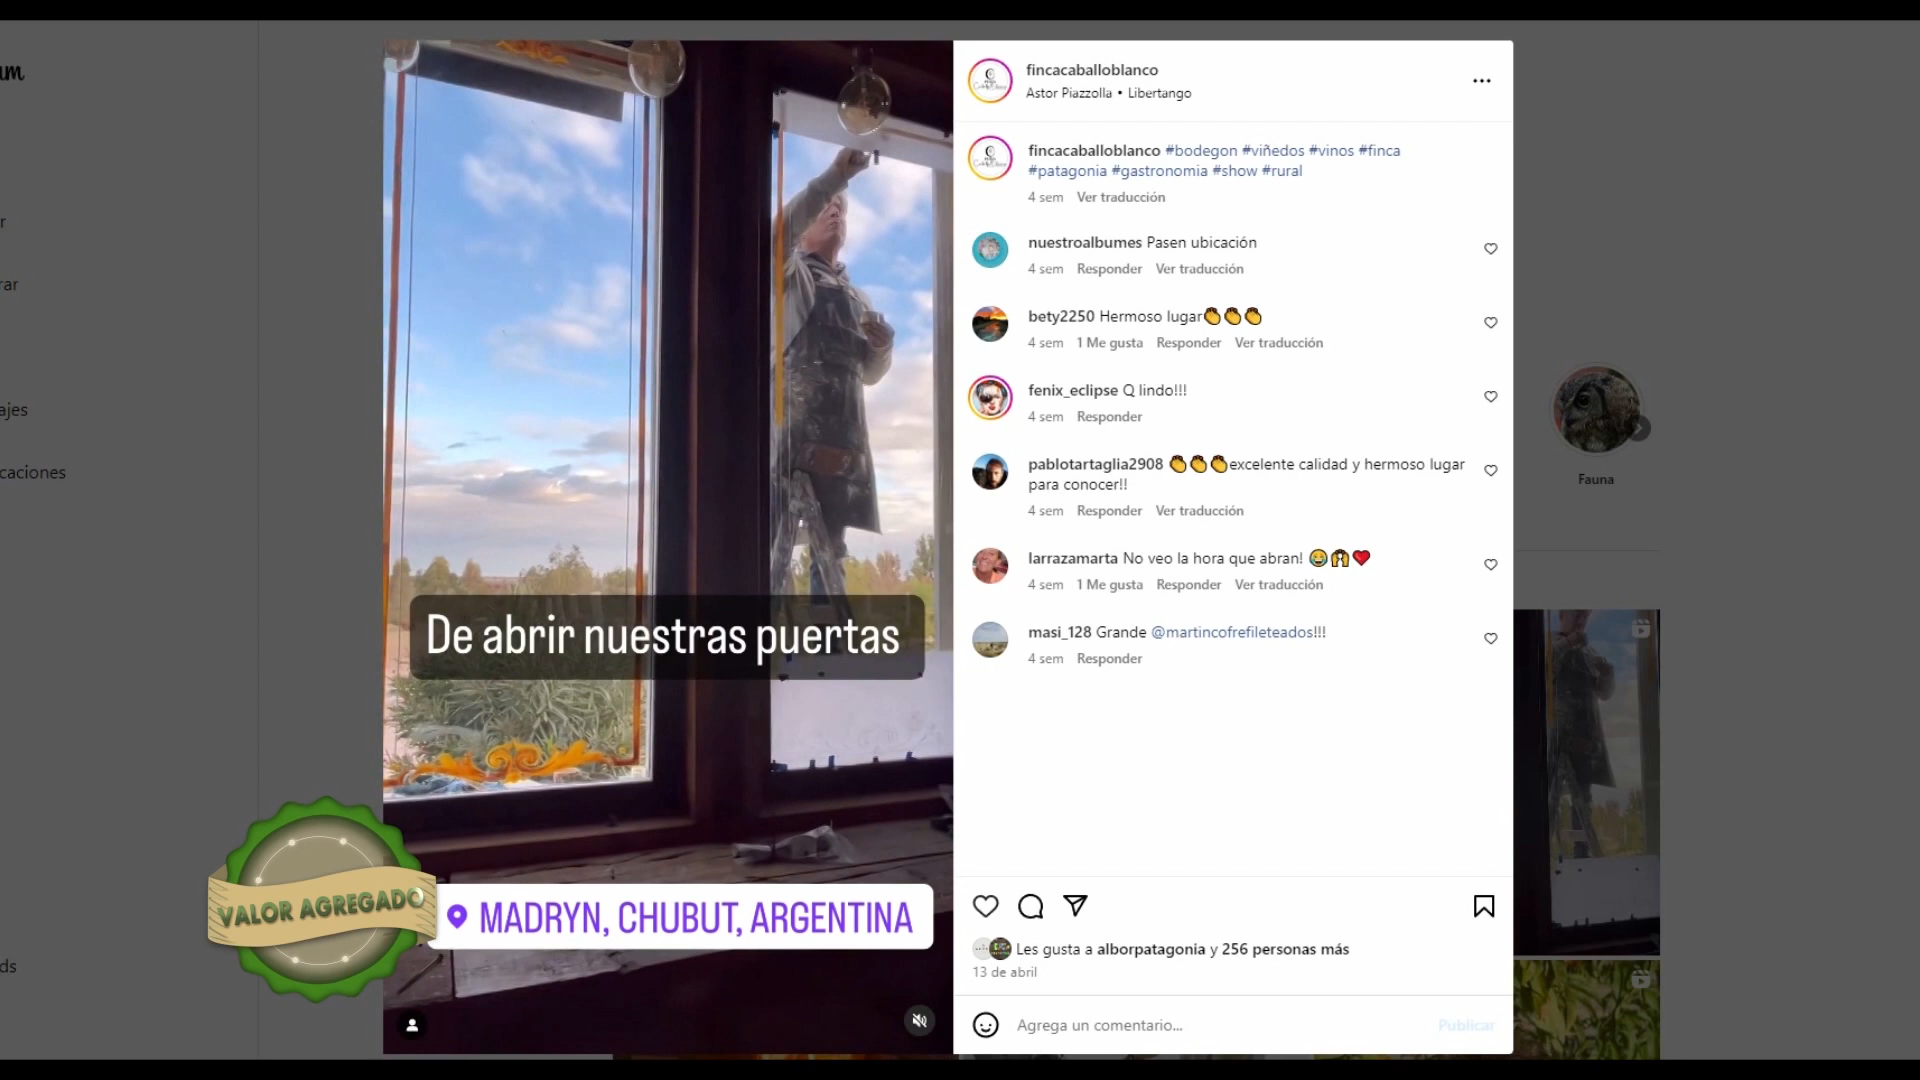 um
r
rar
ajes
caciones
ds
De abrir nuestras puertas
VALOR AGREGADO
MADRYN, CHUBUT, ARGENTINA
fincacaballoblanco
Astor Piazzolla • Libertango
fincacaballoblanco #bodegon #viñedos #vinos #finca
#patagonia #gastronomia #show #rural
4 sem Ver traducción
nuestroalbumes Pasen ubicación
4 sem Responder Ver traducción
bety2250 Hermoso lugar👏👏👏
4 sem 1 Me gusta Responder Ver traducción
fenix_eclipse Q lindo!!!
4 sem Responder
pablotartaglia2908 👏👏👏excelente calidad y hermoso lugar
para conocer!!
4 sem Responder Ver traducción
larrazamarta No veo la hora que abran! 😂🙌❤️
4 sem 1 Me gusta Responder Ver traducción
masi_128 Grande @martincofrefileteados!!!
4 sem Responder
Les gusta a alborpatagonia y 256 personas más
13 de abril
Agrega un comentario...
Publicar
Fauna